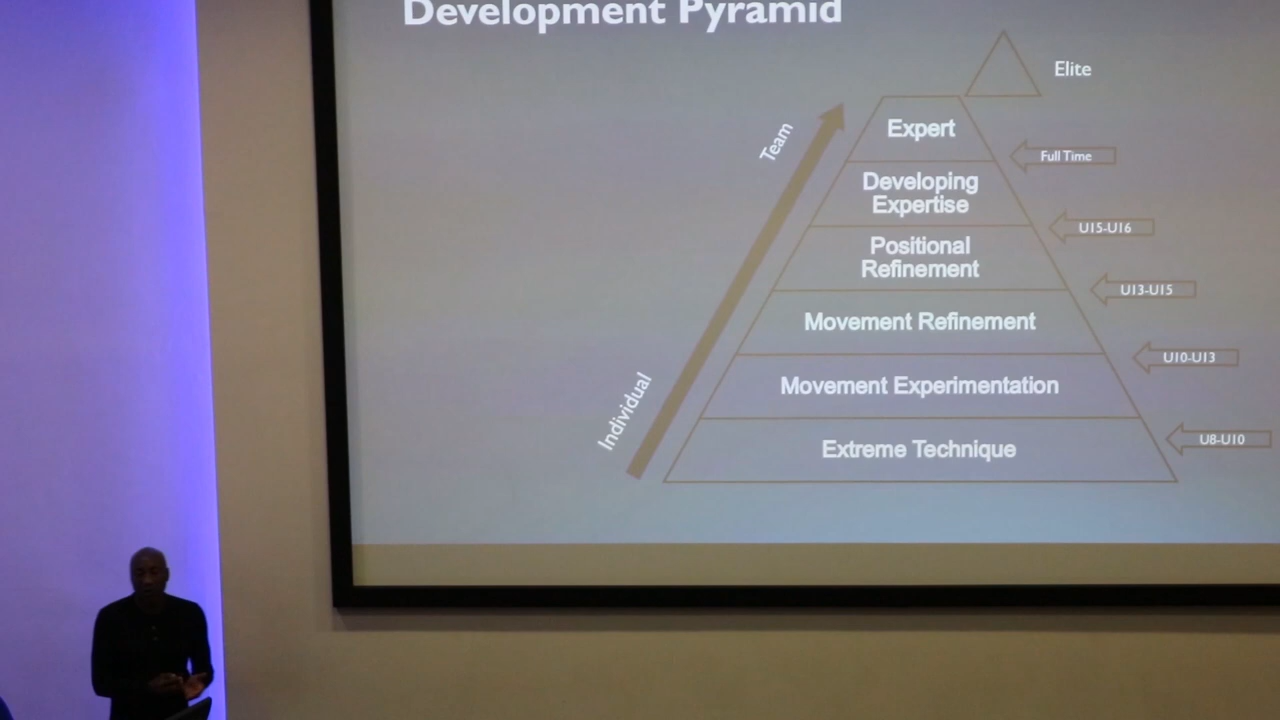 Development Pyramid
Elite
Team
Expert
Full Time
Developing
Expertise
U15-U16
Positional
Refinement
U13-U15
Movement Refinement
U10-U13
Individual
Movement Experimentation
Extreme Technique
U8-U10